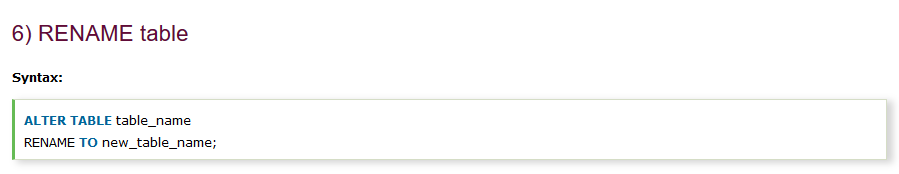 6) RENAME table
Syntax:
ALTER TABLE table_name
RENAME TO new_table_name;